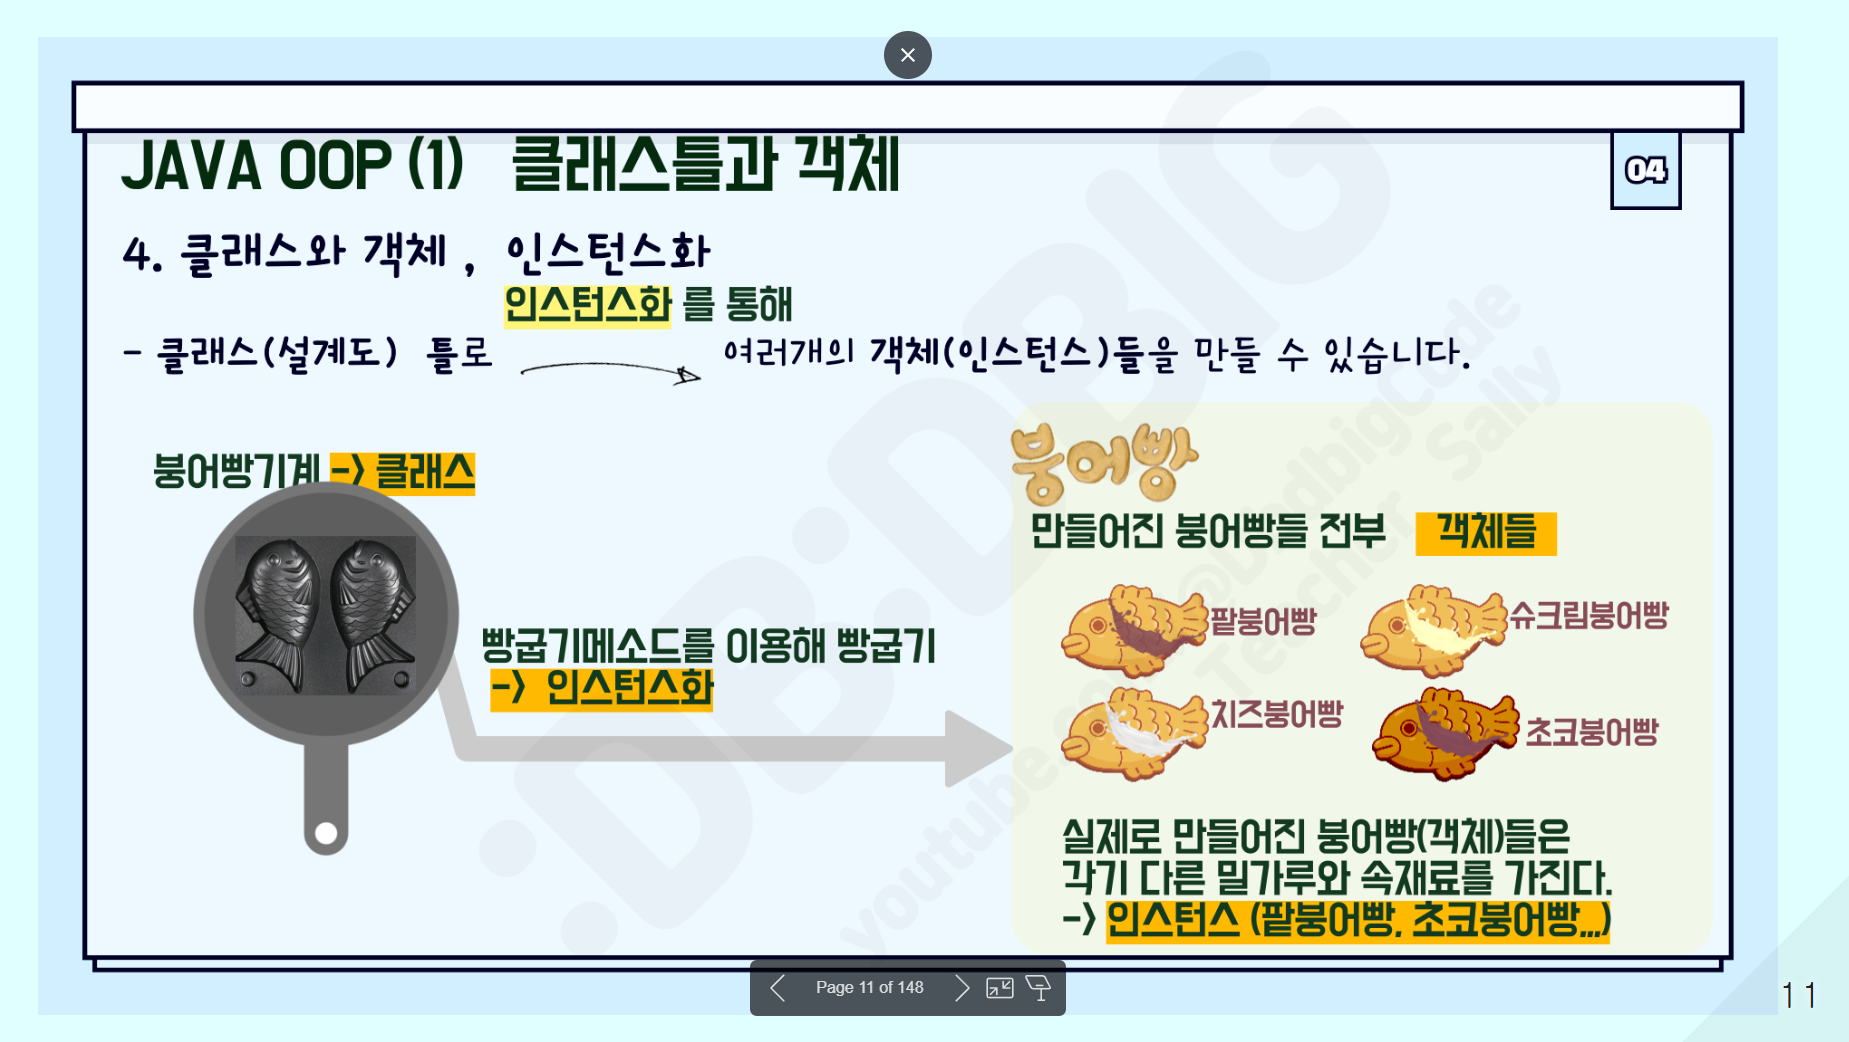 JAVA OOP (1) 클래스틀과 객체
04
4. 클래스와 객체 , 인스턴스화
인스턴스화 를 통해
- 클래스(설계도) 틀로 여러개의 객체(인스턴스)들을 만들 수 있습니다.
붕어빵기계 -> 클래스
빵굽기메소드를 이용해 빵굽기
-> 인스턴스화
붕어빵
만들어진 붕어빵들 전부 객체들
팥붕어빵
슈크림붕어빵
치즈붕어빵
초코붕어빵
실제로 만들어진 붕어빵(객체)들은
각기 다른 밀가루와 속재료를 가진다.
-> 인스턴스 (팥붕어빵, 초코붕어빵,,,)
Page 11 of 148
11